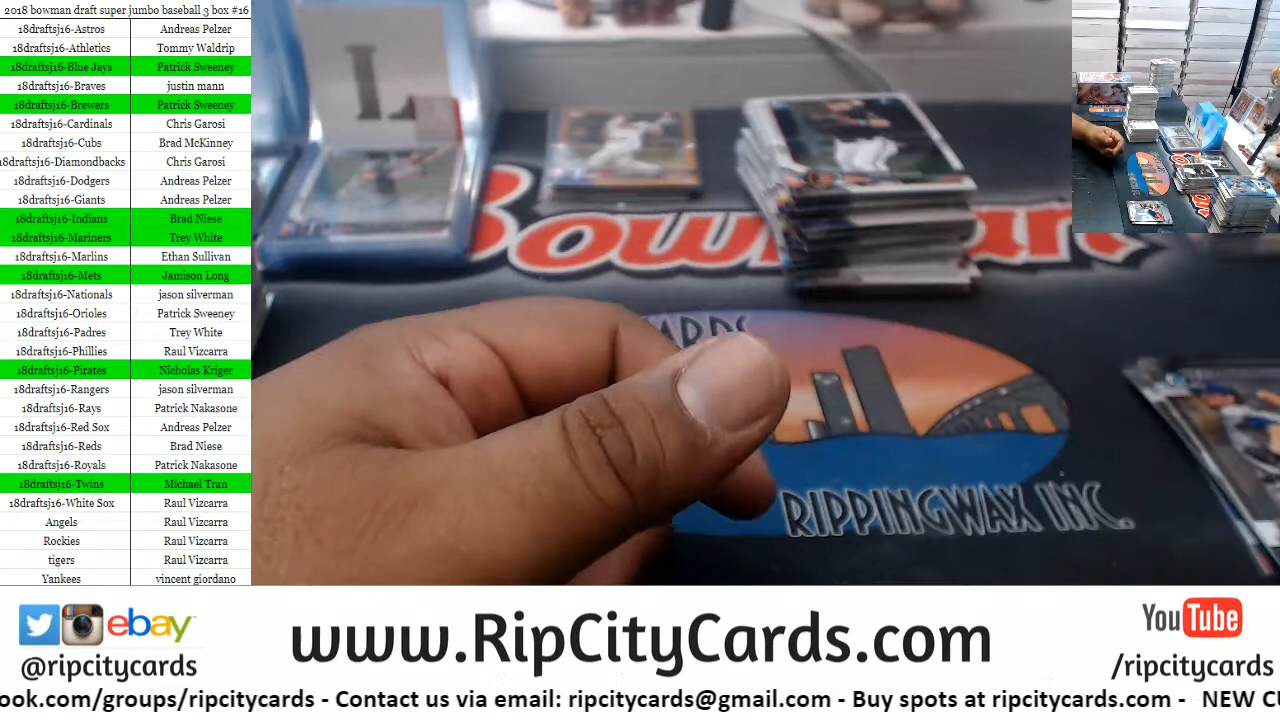 2018 bowman draft super jumbo baseball 3 box #16
18draftsj16-Astros Andreas Pelzer
18draftsj16-Athletics Tommy Waldrip
18draftsj16-Blue Jays Patrick Sweeney
18draftsj16-Braves justin mann
18draftsj16-Brewers Patrick Sweeney
18draftsj16-Cardinals Chris Garosi
18draftsj16-Cubs Brad McKinney
18draftsj16-Diamondbacks Chris Garosi
18draftsj16-Dodgers Andreas Pelzer
18draftsj16-Giants Andreas Pelzer
18draftsj16-Indians Brad Niese
18draftsj16-Mariners Trey White
18draftsj16-Marlins Ethan Sullivan
18draftsj16-Mets Jamison Long
18draftsj16-Nationals jason silverman
18draftsj16-Orioles Patrick Sweeney
18draftsj16-Padres Trey White
18draftsj16-Phillies Raul Vizcarra
18draftsj16-Pirates Nicholas Kriger
18draftsj16-Rangers jason silverman
18draftsj16-Rays Patrick Nakasone
18draftsj16-Red Sox Andreas Pelzer
18draftsj16-Reds Brad Niese
18draftsj16-Royals Patrick Nakasone
18draftsj16-Twins Michael Tran
18draftsj16-White Sox Raul Vizcarra
Angels Raul Vizcarra
Rockies Raul Vizcarra
tigers Raul Vizcarra
Yankees vincent giordano
L
Bowman
CARDS
RIPPINGWAX INC.
ebay
@ripcitycards
www.RipCityCards.com
YouTube
/ripcitycards
ook.com/groups/ripcitycards - Contact us via email: ripcitycards@gmail.com - Buy spots at ripcitycards.com - NEW CU